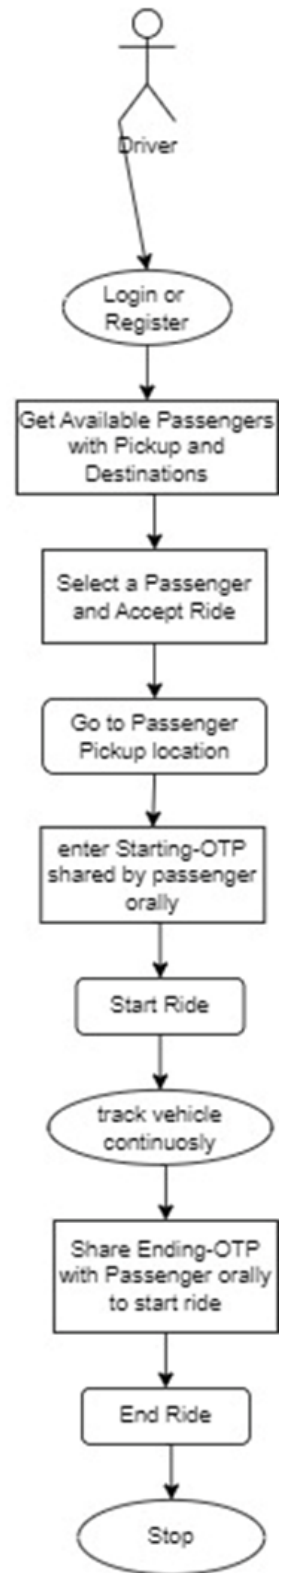 Driver
Login or
Register
Get Available Passengers
with Pickup and
Destinations
Select a Passenger
and Accept Ride
Go to Passenger
Pickup location
enter Starting-OTP
shared by passenger
orally
Start Ride
track vehicle
continuosly
Share Ending-OTP
with Passenger orally
to start ride
End Ride
Stop